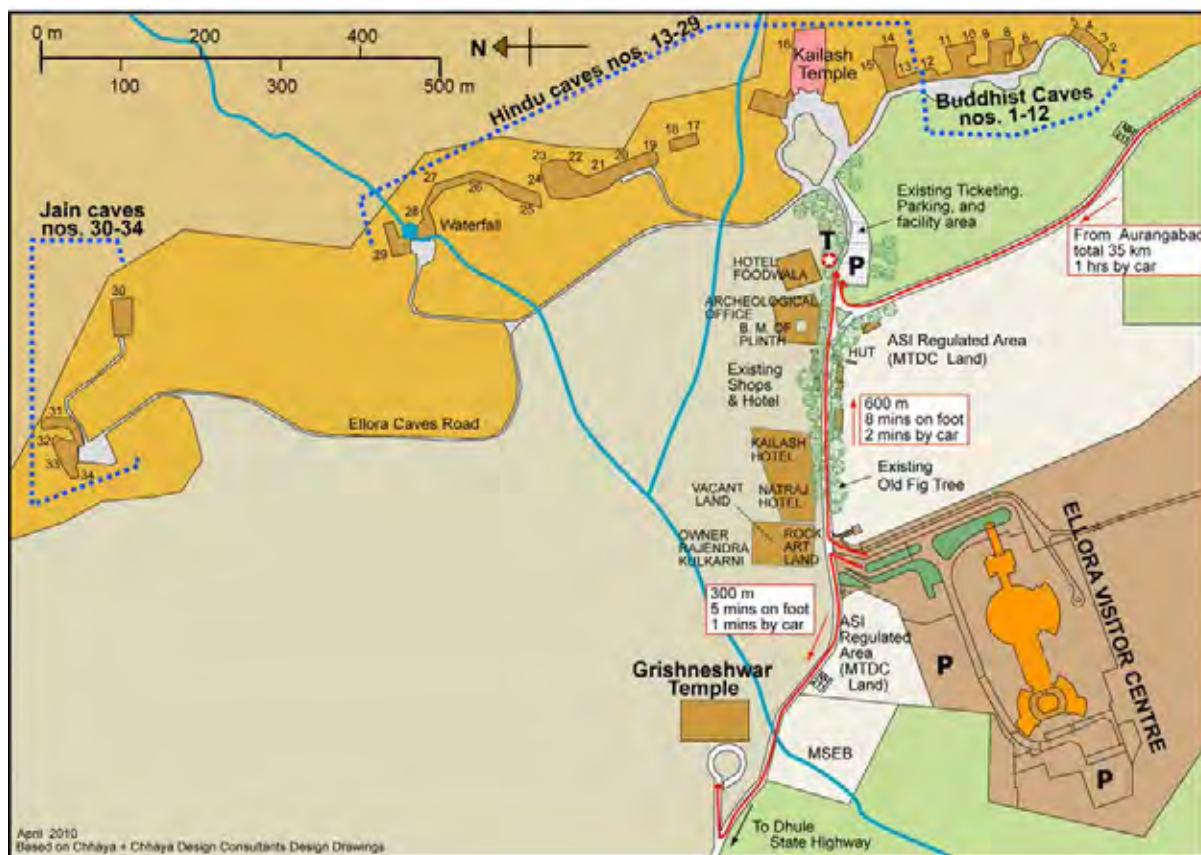 0 m
200
400
100
300
500 m
N
Hindu caves nos. 13-29
16
Kailash
Temple
14
15
13
12
11
10
9
8
6
4
2
1
Buddhist Caves
nos. 1-12
Jain caves
nos. 30-34
30
31
32
33
34
29
28
27
26
25
24
23
22
21
20
19
18
17
Waterfall
Ellora Caves Road
Existing Ticketing,
Parking, and
facility area
From Aurangabad
total 35 km
1 hrs by car
T
P
HOTEL
FOODWALA
ARCHEOLOGICAL
OFFICE
B. M. OF
PLINTH
HUT
ASI Regulated Area
(MTDC Land)
Existing
Shops
& Hotel
600 m
8 mins on foot
2 mins by car
KAILASH
HOTEL
Existing
Old Fig Tree
VACANT
LAND
NATRAJ
HOTEL
OWNER
RAJENDRA
KULKARNI
ROCK
ART
LAND
300 m
5 mins on foot
1 mins by car
ASI
Regulated
Area
(MTDC
Land)
P
ELLORA VISITOR CENTRE
P
Grishneshwar
Temple
MSEB
To Dhule
State Highway
April 2010
Based on Chhaya + Chhaya Design Consultants Design Drawings